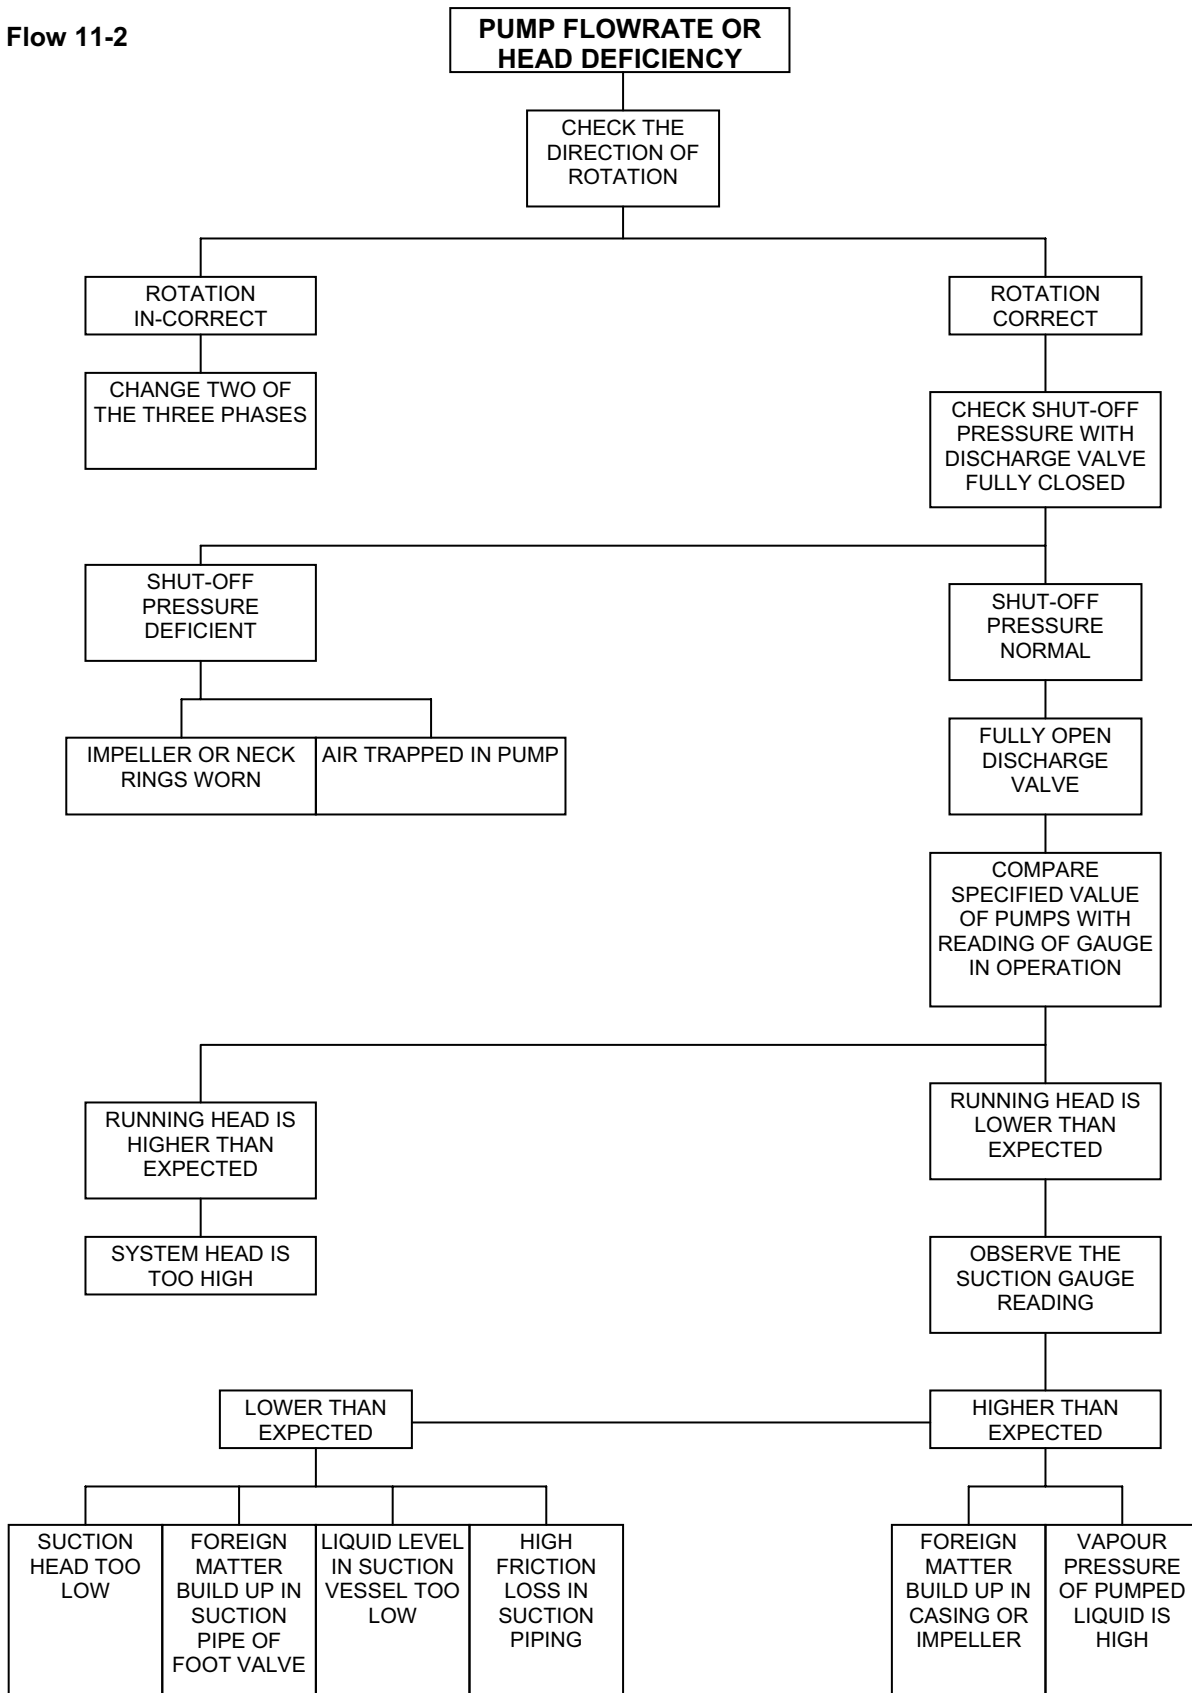 Flow 11-2
PUMP FLOWRATE OR
HEAD DEFICIENCY
CHECK THE
DIRECTION OF
ROTATION
ROTATION
IN-CORRECT
ROTATION
CORRECT
CHANGE TWO OF
THE THREE PHASES
CHECK SHUT-OFF
PRESSURE WITH
DISCHARGE VALVE
FULLY CLOSED
SHUT-OFF
PRESSURE
DEFICIENT
SHUT-OFF
PRESSURE
NORMAL
IMPELLER OR NECK
RINGS WORN
AIR TRAPPED IN PUMP
FULLY OPEN
DISCHARGE
VALVE
COMPARE
SPECIFIED VALUE
OF PUMPS WITH
READING OF GAUGE
IN OPERATION
RUNNING HEAD IS
HIGHER THAN
EXPECTED
RUNNING HEAD IS
LOWER THAN
EXPECTED
SYSTEM HEAD IS
TOO HIGH
OBSERVE THE
SUCTION GAUGE
READING
LOWER THAN
EXPECTED
HIGHER THAN
EXPECTED
SUCTION
HEAD TOO
LOW
FOREIGN
MATTER
BUILD UP IN
SUCTION
PIPE OF
FOOT VALVE
LIQUID LEVEL
IN SUCTION
VESSEL TOO
LOW
HIGH
FRICTION
LOSS IN
SUCTION
PIPING
FOREIGN
MATTER
BUILD UP IN
CASING OR
IMPELLER
VAPOUR
PRESSURE
OF PUMPED
LIQUID IS
HIGH